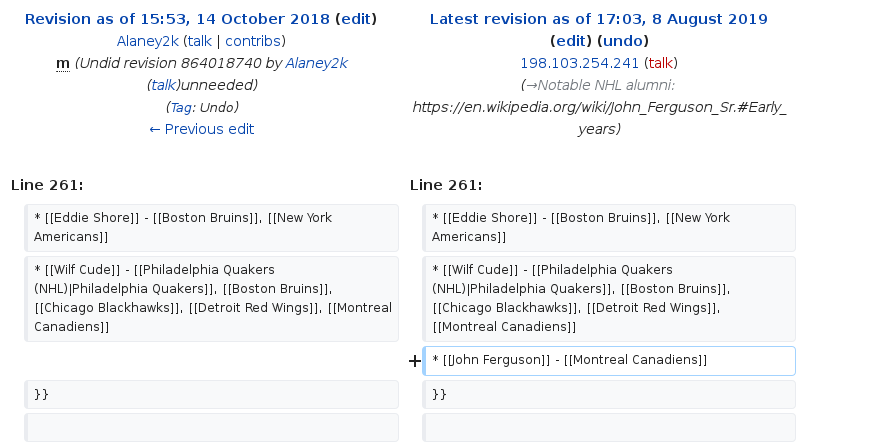 Revision as of 15:53, 14 October 2018 (edit)
Alaney2k (talk | contribs)
m (Undid revision 864018740 by Alaney2k
(talk)unneeded)
(Tag: Undo)
← Previous edit
Latest revision as of 17:03, 8 August 2019
(edit) (undo)
198.103.254.241 (talk)
(→Notable NHL alumni:
https://en.wikipedia.org/wiki/John_Ferguson_Sr.#Early_
years)
Line 261:
Line 261:
* [[Eddie Shore]] - [[Boston Bruins]], [[New York
Americans]]
* [[Eddie Shore]] - [[Boston Bruins]], [[New York
Americans]]
* [[Wilf Cude]] - [[Philadelphia Quakers
(NHL)|Philadelphia Quakers]], [[Boston Bruins]],
[[Chicago Blackhawks]], [[Detroit Red Wings]], [[Montreal
Canadiens]]
* [[Wilf Cude]] - [[Philadelphia Quakers
(NHL)|Philadelphia Quakers]], [[Boston Bruins]],
[[Chicago Blackhawks]], [[Detroit Red Wings]],
[[Montreal Canadiens]]
+ * [[John Ferguson]] - [[Montreal Canadiens]]
}}
}}